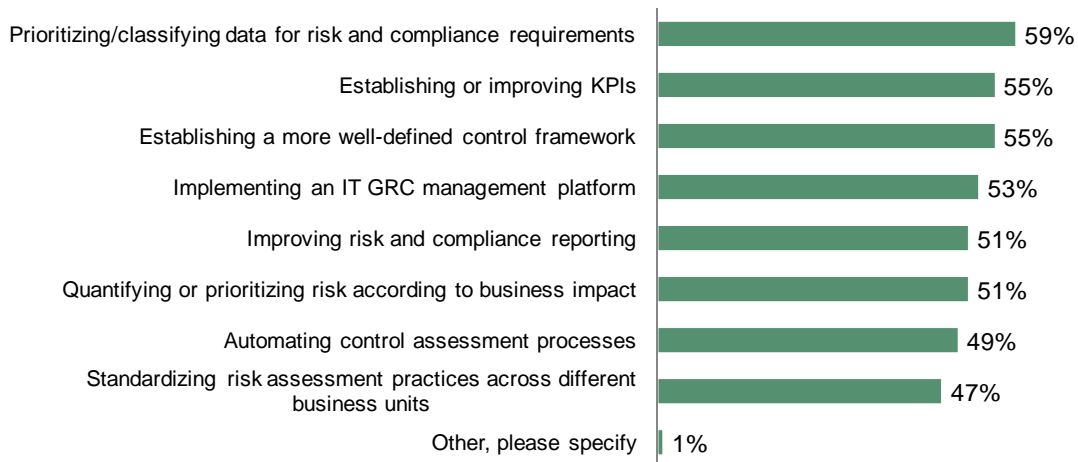 Prioritizing/classifying data for risk and compliance requirements 59%
Establishing or improving KPIs 55%
Establishing a more well-defined control framework 55%
Implementing an IT GRC management platform 53%
Improving risk and compliance reporting 51%
Quantifying or prioritizing risk according to business impact 51%
Automating control assessment processes 49%
Standardizing risk assessment practices across different
business units 47%
Other, please specify 1%